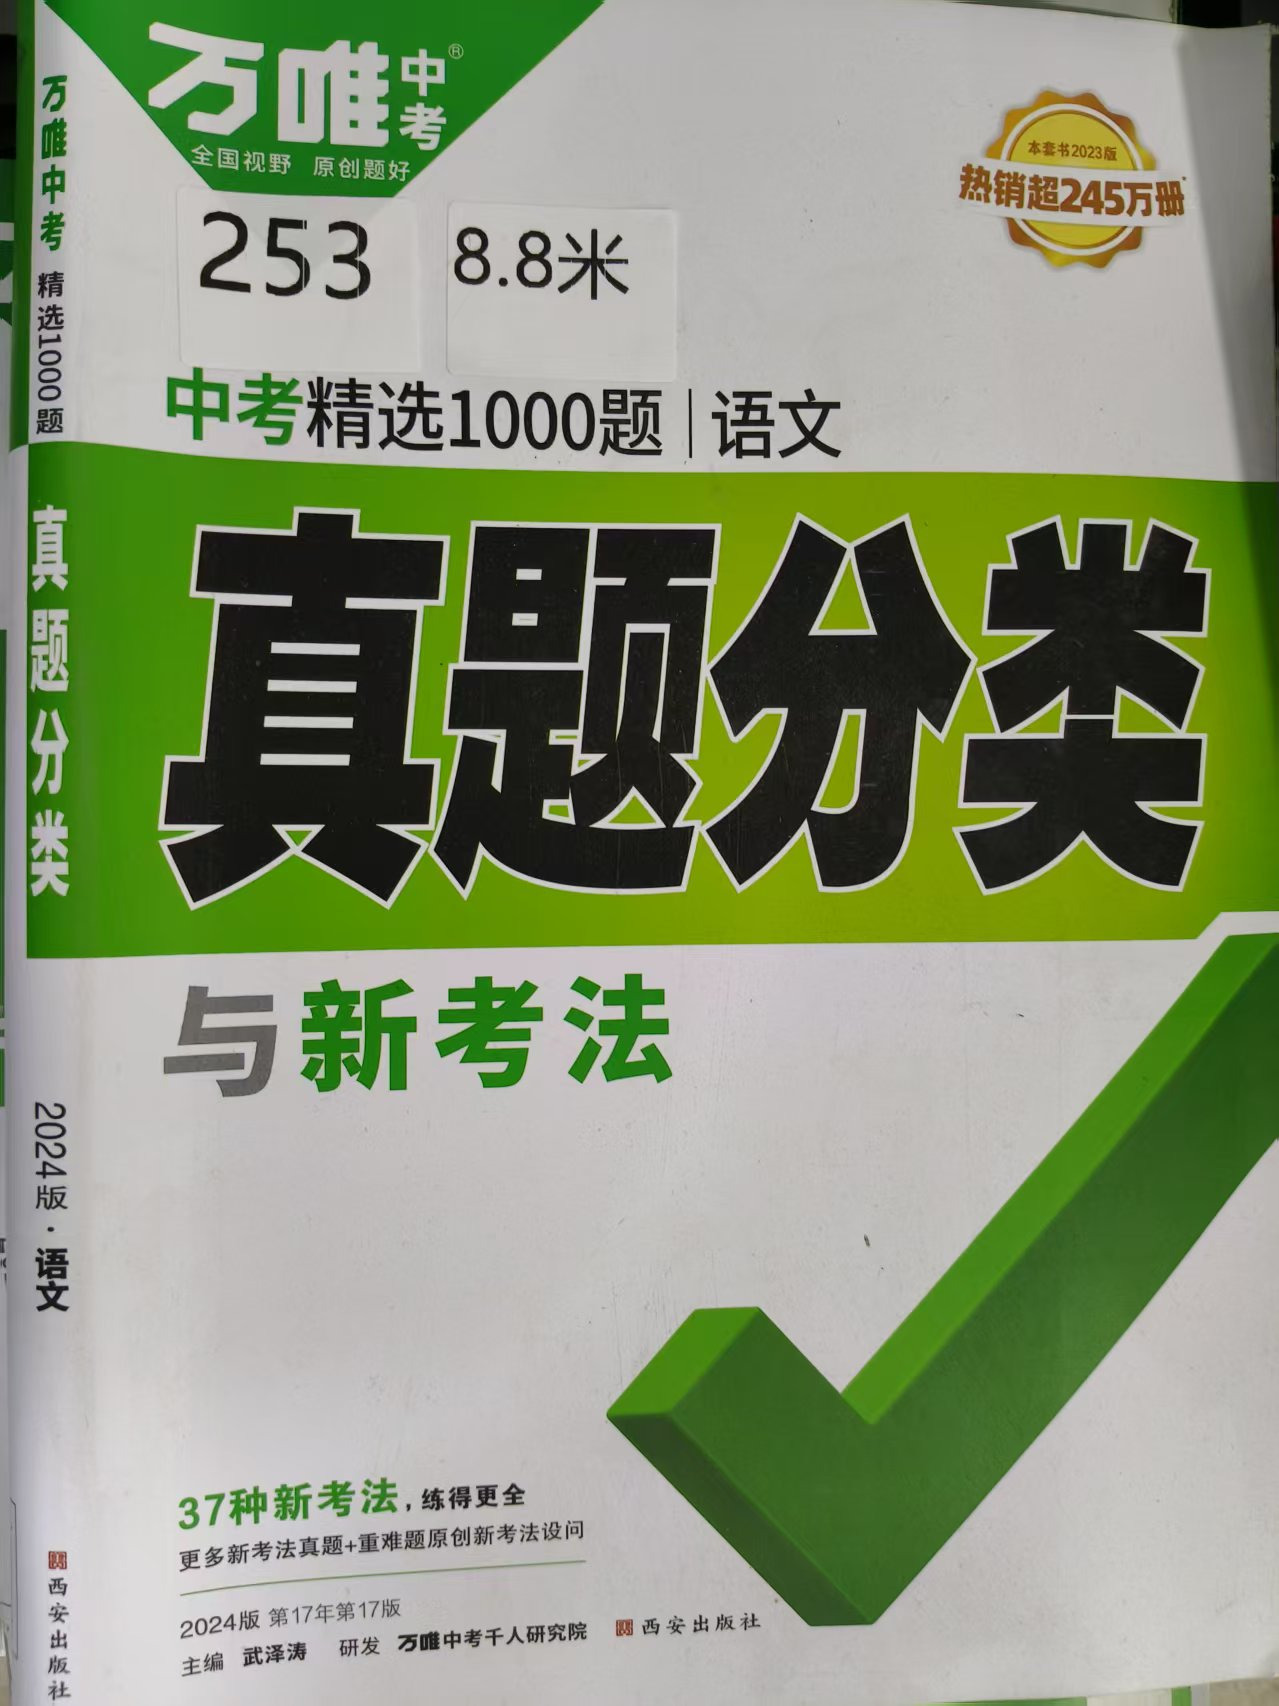 万唯中考®
全国视野 原创题好
本套书2023版
热销超245万册
253
8.8米
中考精选1000题|语文
真题分类
与新考法
37种新考法，练得更全
更多新考法真题+重难题原创新考法设问
2024版 第17年第17版
主编 武泽涛 研发 万唯中考千人研究院
西安出版社
万唯中考
精选1000题
真题分类
2024版·语文
西安出版社